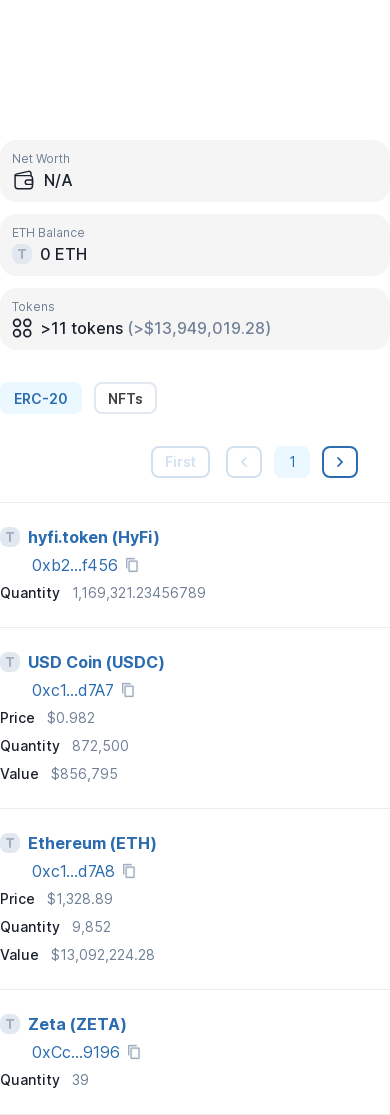 Net Worth
N/A
ETH Balance
T 0 ETH
Tokens
>11 tokens (>$13,949,019.28)
ERC-20 NFTs
First 1
T hyfi.token (HyFi)
0xb2...f456
Quantity 1,169,321.23456789
T USD Coin (USDC)
0xc1...d7A7
Price $0.982
Quantity 872,500
Value $856,795
T Ethereum (ETH)
0xc1...d7A8
Price $1,328.89
Quantity 9,852
Value $13,092,224.28
T Zeta (ZETA)
0xCc...9196
Quantity 39